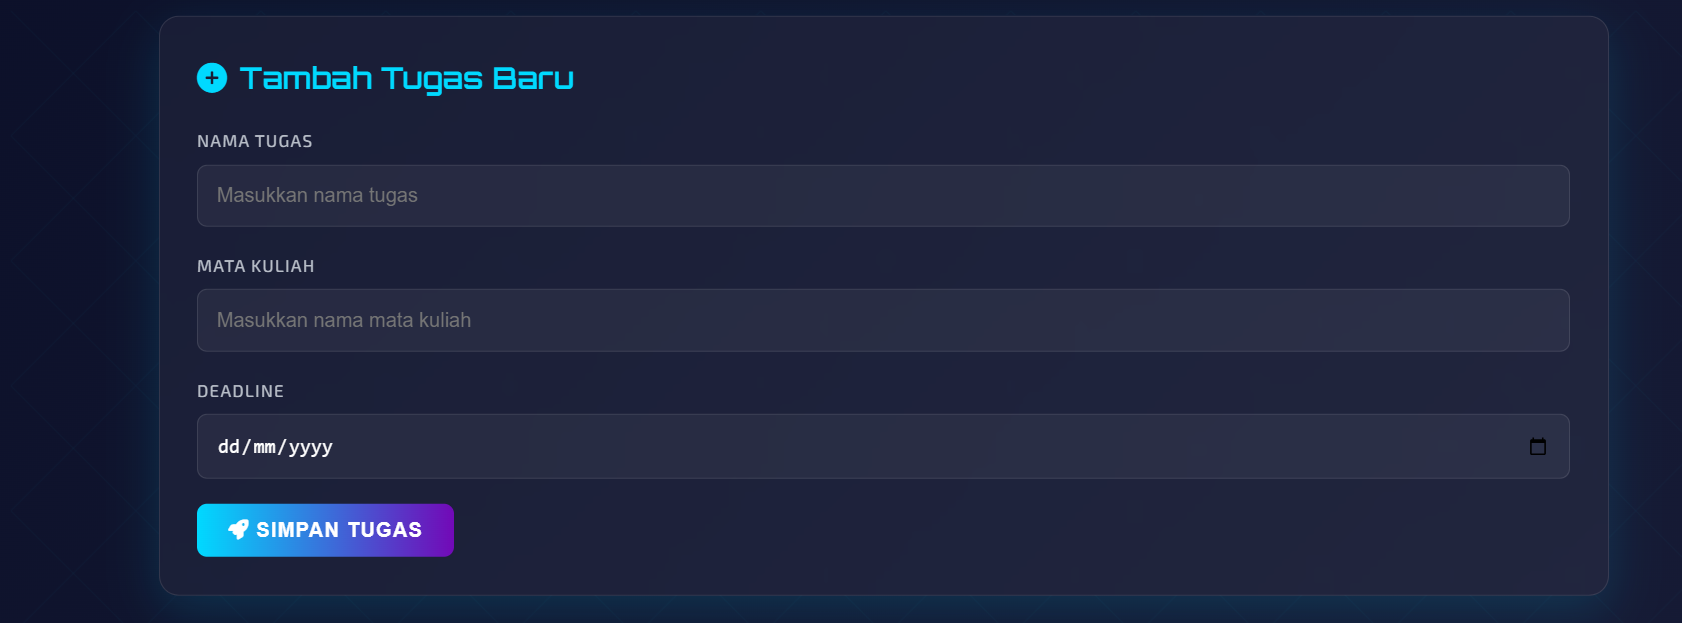 Tambah Tugas Baru
NAMA TUGAS
Masukkan nama tugas
MATA KULIAH
Masukkan nama mata kuliah
DEADLINE
dd/mm/yyyy
SIMPAN TUGAS